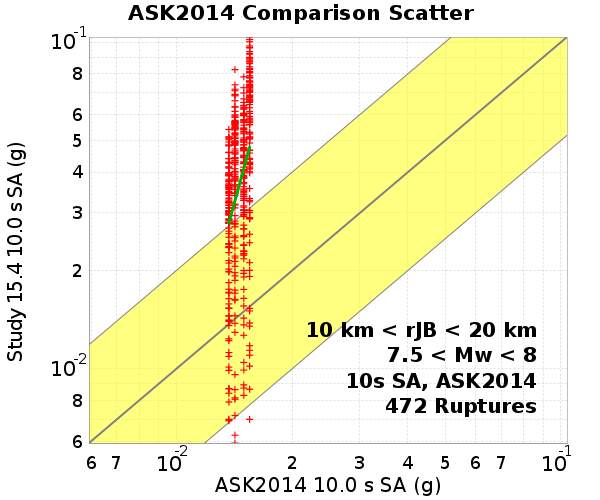 ASK2014 Comparison Scatter
Study 15.4 10.0 s SA (g)
10-1
8
6
5
4
3
2
10-2
8
6
10 km < rJB < 20 km
7.5 < Mw < 8
10s SA, ASK2014
472 Ruptures
6 7 10-2 2 3 4 5 6 7 10-1
ASK2014 10.0 s SA (g)